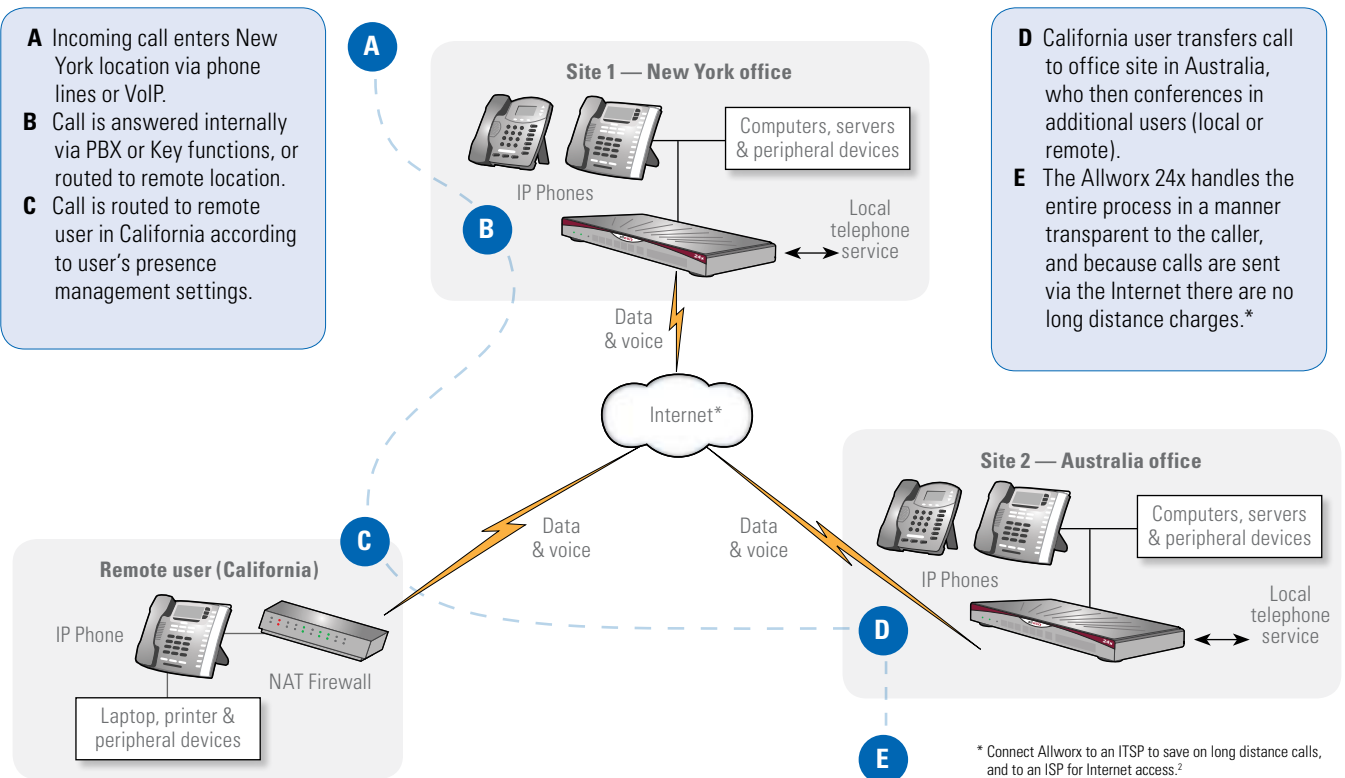 A Incoming call enters New
York location via phone
lines or VoIP.
B Call is answered internally
via PBX or Key functions, or
routed to remote location.
C Call is routed to remote
user in California according
to user's presence
management settings.
A
Site 1 — New York office
IP Phones
Computers, servers
& peripheral devices
B
24x
Local
telephone
service
D California user transfers call
to office site in Australia,
who then conferences in
additional users (local or
remote).
E The Allworx 24x handles the
entire process in a manner
transparent to the caller,
and because calls are sent
via the Internet there are no
long distance charges.*
Data
& voice
Internet*
Data
& voice
Data
& voice
C
Remote user (California)
IP Phone
NAT Firewall
Laptop, printer &
peripheral devices
Site 2 — Australia office
IP Phones
Computers, servers
& peripheral devices
24x
Local
telephone
service
D
E
* Connect Allworx to an ITSP to save on long distance calls,
and to an ISP for Internet access.²